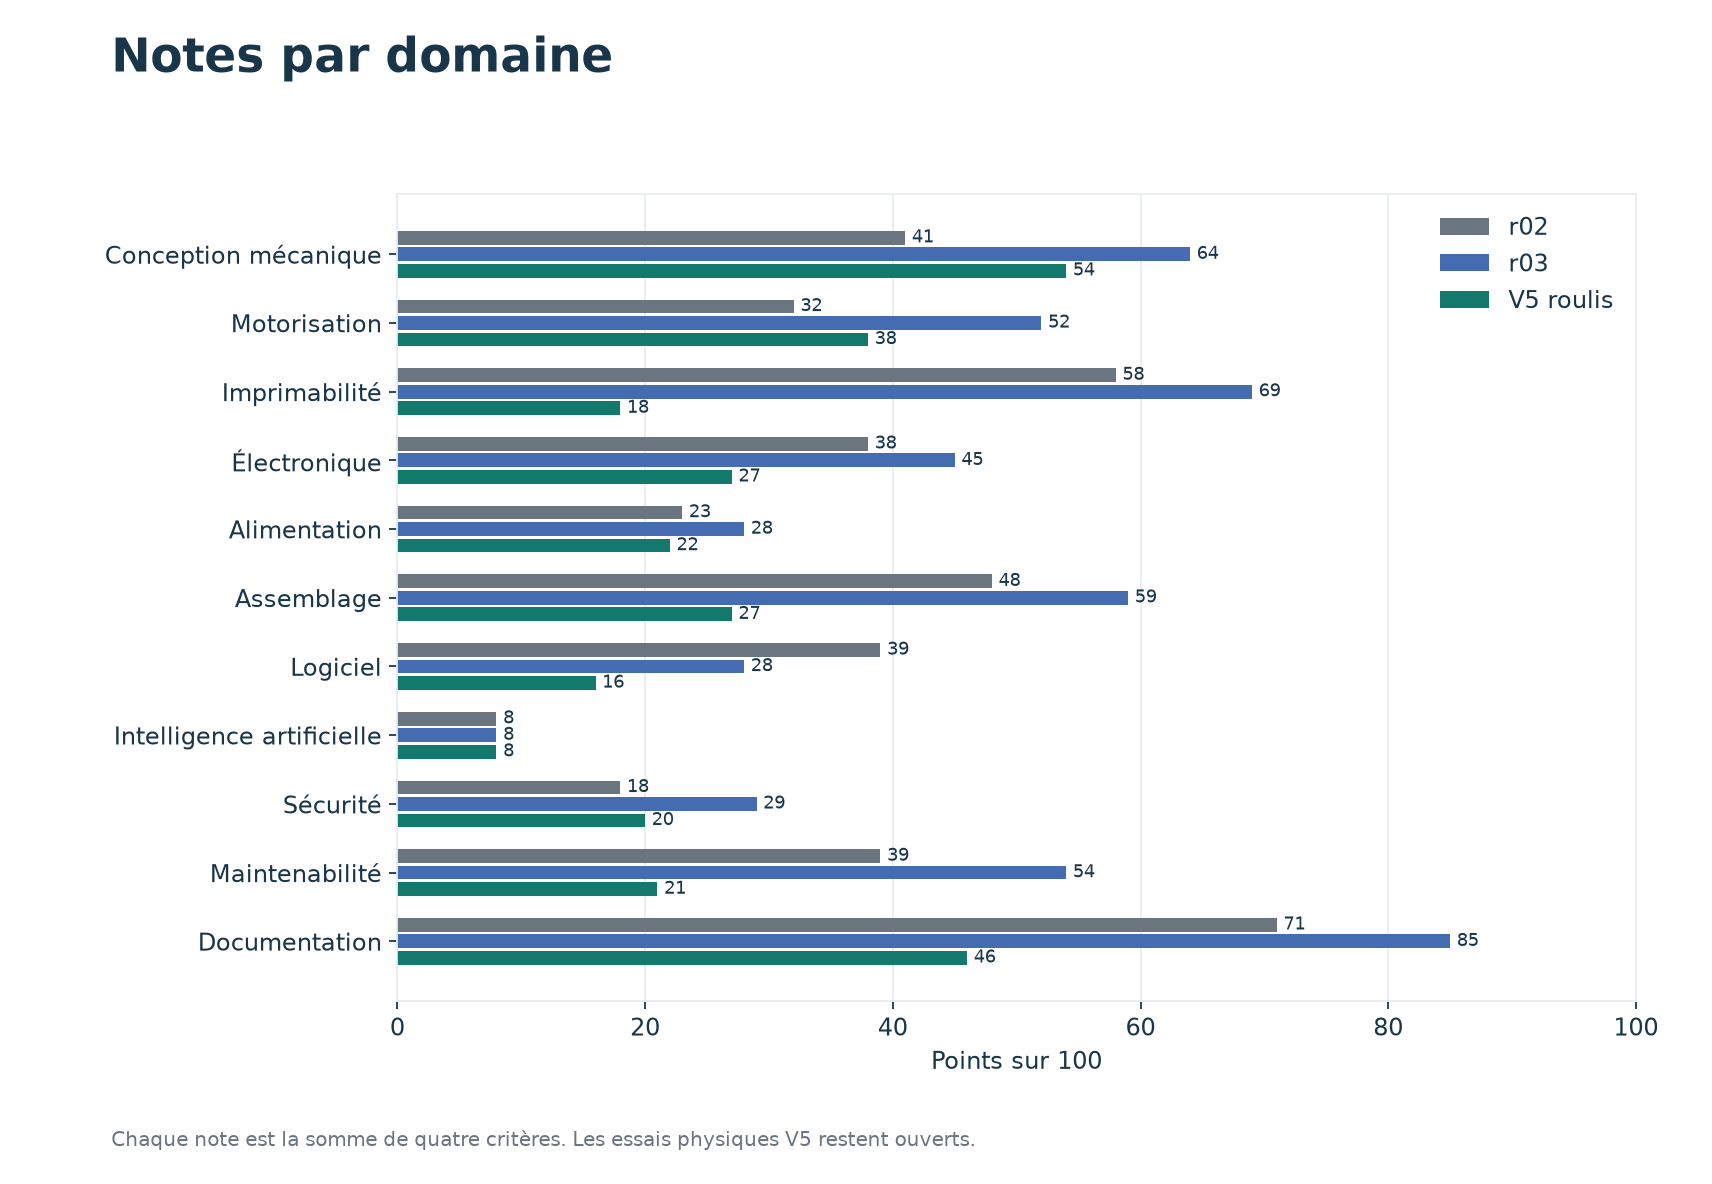 Notes par domaine
r02
r03
V5 roulis
Conception mécanique
41
64
54
Motorisation
32
52
38
Imprimabilité
58
69
18
Électronique
38
45
27
Alimentation
23
28
22
Assemblage
48
59
27
Logiciel
39
28
16
Intelligence artificielle
8
8
8
Sécurité
18
29
20
Maintenabilité
39
54
21
Documentation
71
85
46
0 20 40 60 80 100
Points sur 100
Chaque note est la somme de quatre critères. Les essais physiques V5 restent ouverts.